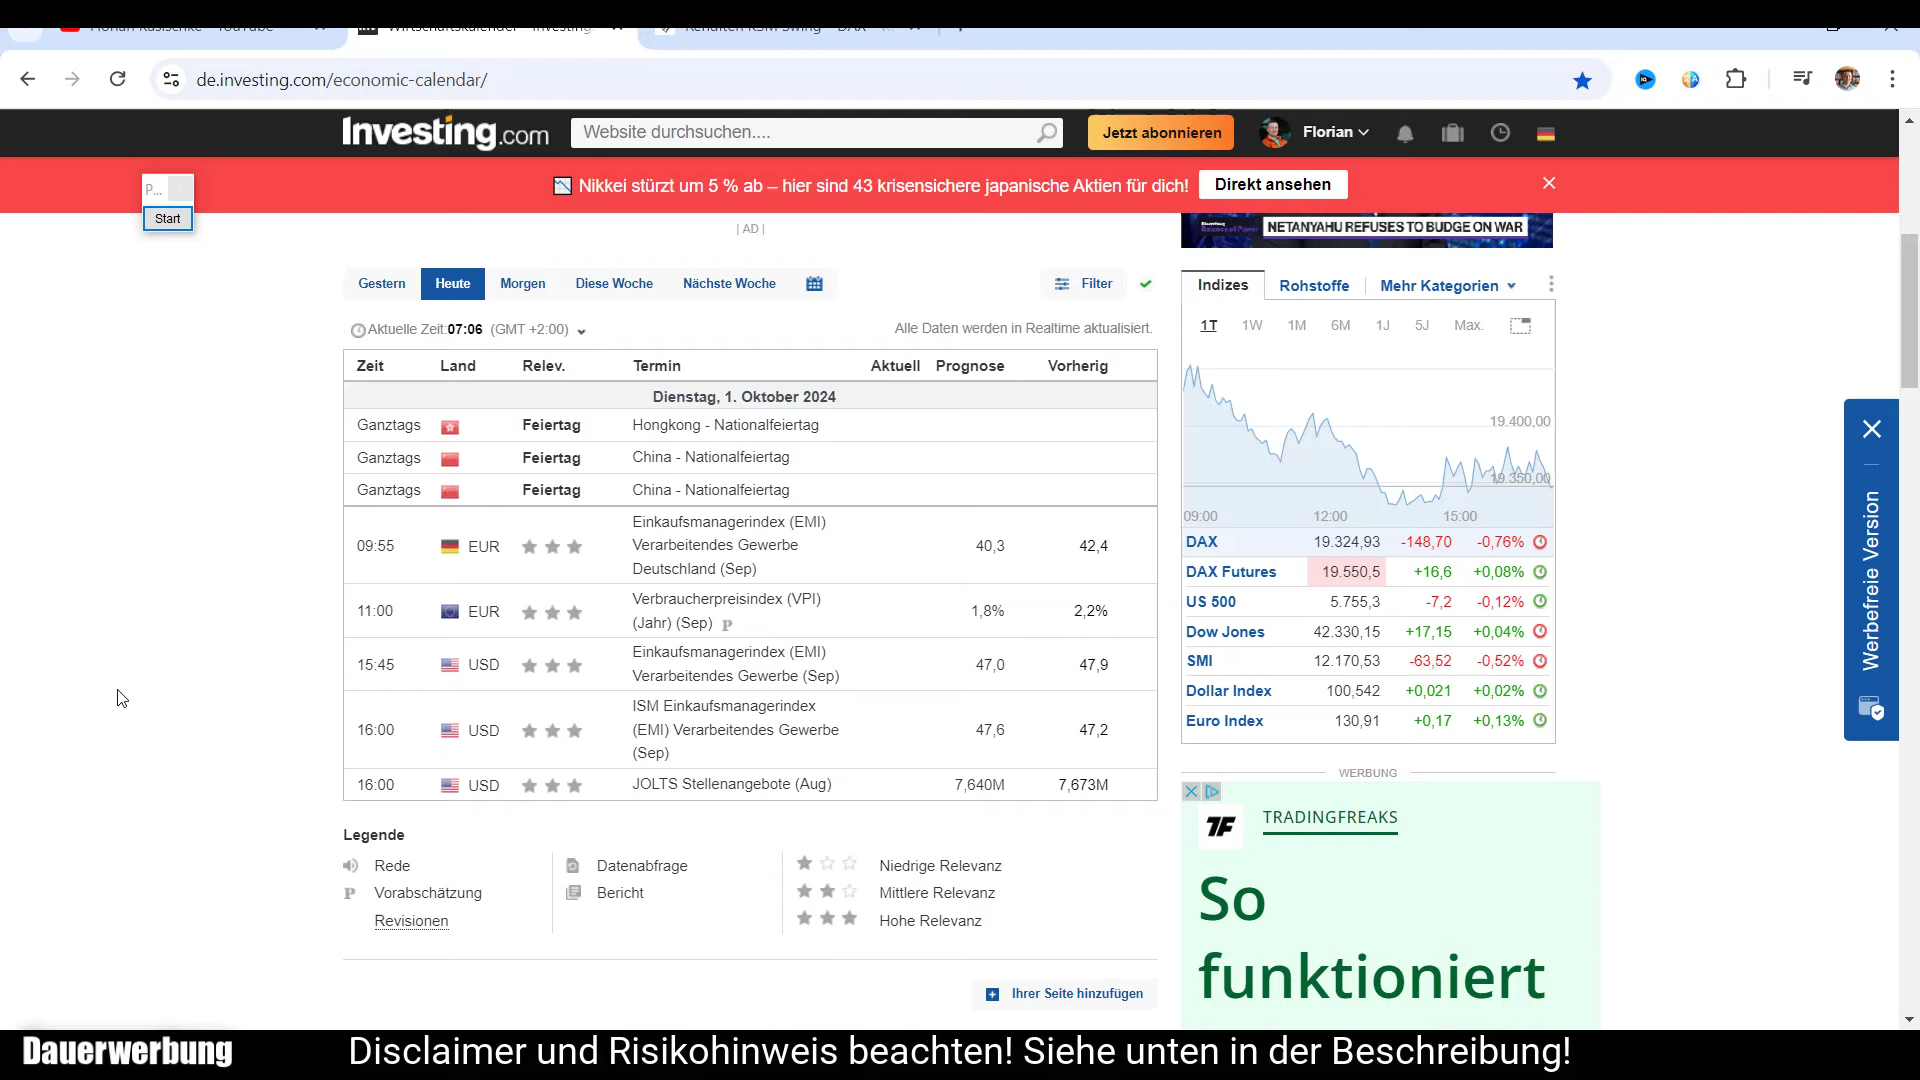 de.investing.com/economic-calendar/
Investing.com
Website durchsuchen....
Jetzt abonnieren
Florian
Nikkei stürzt um 5 % ab – hier sind 43 krisensichere japanische Aktien für dich!
Direkt ansehen
P...
Start
| AD |
NETANYAHU REFUSES TO BUDGE ON WAR
Gestern
Heute
Morgen
Diese Woche
Nächste Woche
Filter
Aktuelle Zeit:07:06 (GMT +2:00)
Alle Daten werden in Realtime aktualisiert.
Zeit Land Relev. Termin Aktuell Prognose Vorherig
Dienstag, 1. Oktober 2024
Ganztags Feiertag Hongkong - Nationalfeiertag
Ganztags Feiertag China - Nationalfeiertag
Ganztags Feiertag China - Nationalfeiertag
Einkaufsmanagerindex (EMI)
09:55 EUR Verarbeitendes Gewerbe 40,3 42,4
Deutschland (Sep)
Verbraucherpreisindex (VPI)
11:00 EUR 1,8% 2,2%
(Jahr) (Sep) P
Einkaufsmanagerindex (EMI)
15:45 USD 47,0 47,9
Verarbeitendes Gewerbe (Sep)
ISM Einkaufsmanagerindex
16:00 USD (EMI) Verarbeitendes Gewerbe 47,6 47,2
(Sep)
16:00 USD JOLTS Stellenangebote (Aug) 7,640M 7,673M
Legende
Rede
Vorabschätzung
Revisionen
Datenabfrage
Bericht
Niedrige Relevanz
Mittlere Relevanz
Hohe Relevanz
Ihrer Seite hinzufügen
Indizes
Rohstoffe
Mehr Kategorien
1T 1W 1M 6M 1J 5J Max.
19.400,00
19.350,00
09:00 12:00 15:00
DAX 19.324,93 -148,70 -0,76%
DAX Futures 19.550,5 +16,6 +0,08%
US 500 5.755,3 -7,2 -0,12%
Dow Jones 42.330,15 +17,15 +0,04%
SMI 12.170,53 -63,52 -0,52%
Dollar Index 100,542 +0,021 +0,02%
Euro Index 130,91 +0,17 +0,13%
WERBUNG
TF
TRADINGFREAKS
So
funktioniert
Werbefreie Version
Dauerwerbung
Disclaimer und Risikohinweis beachten! Siehe unten in der Beschreibung!